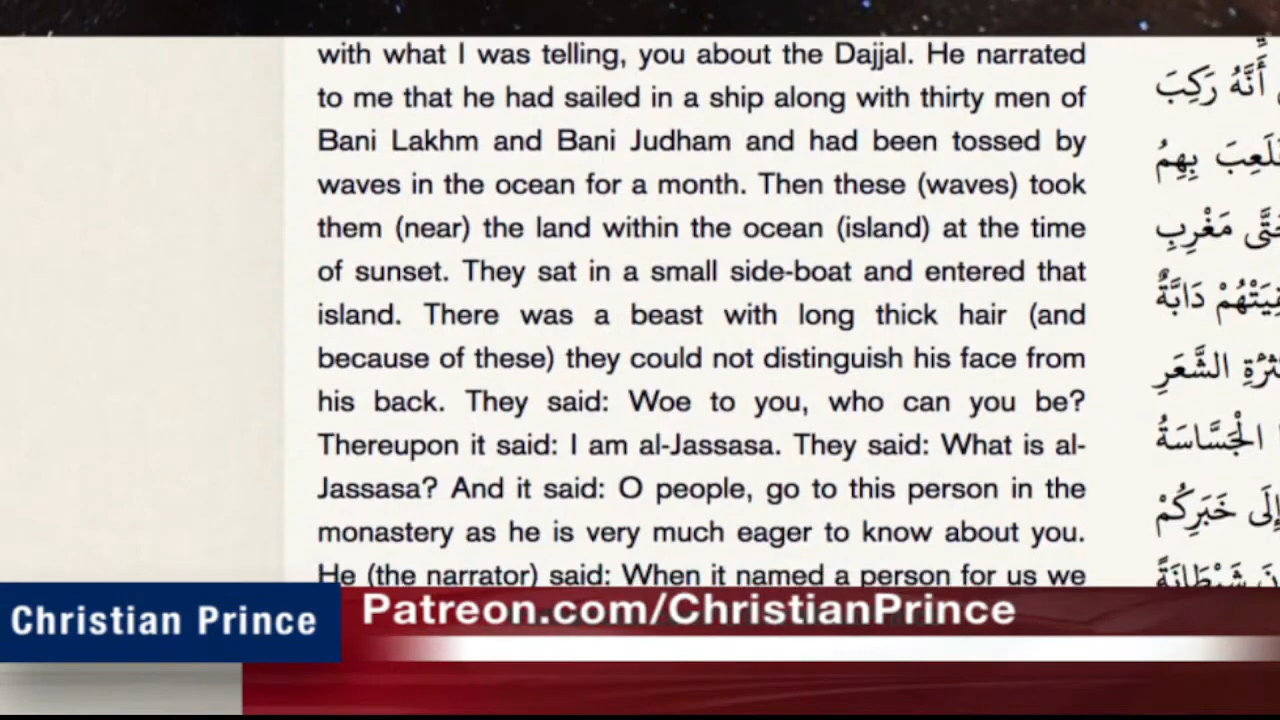 with what I was telling, you about the Dajjal. He narrated
to me that he had sailed in a ship along with thirty men of
Bani Lakhm and Bani Judham and had been tossed by
waves in the ocean for a month. Then these (waves) took
them (near) the land within the ocean (island) at the time
of sunset. They sat in a small side-boat and entered that
island. There was a beast with long thick hair (and
because of these) they could not distinguish his face from
his back. They said: Woe to you, who can you be?
Thereupon it said: I am al-Jassasa. They said: What is al-
Jassasa? And it said: O people, go to this person in the
monastery as he is very much eager to know about you.
He (the narrator) said: When it named a person for us we
أَنَّهُ رَكِبَ
بِهِمُ
مَغْرِبِ
دَابَّةٌ
الشَّعَرِ
الْجَسَّاسَةُ
إِلَى خَبَرِكُمْ
شَيْطَانَةً
Christian Prince
Patreon.com/ChristianPrince